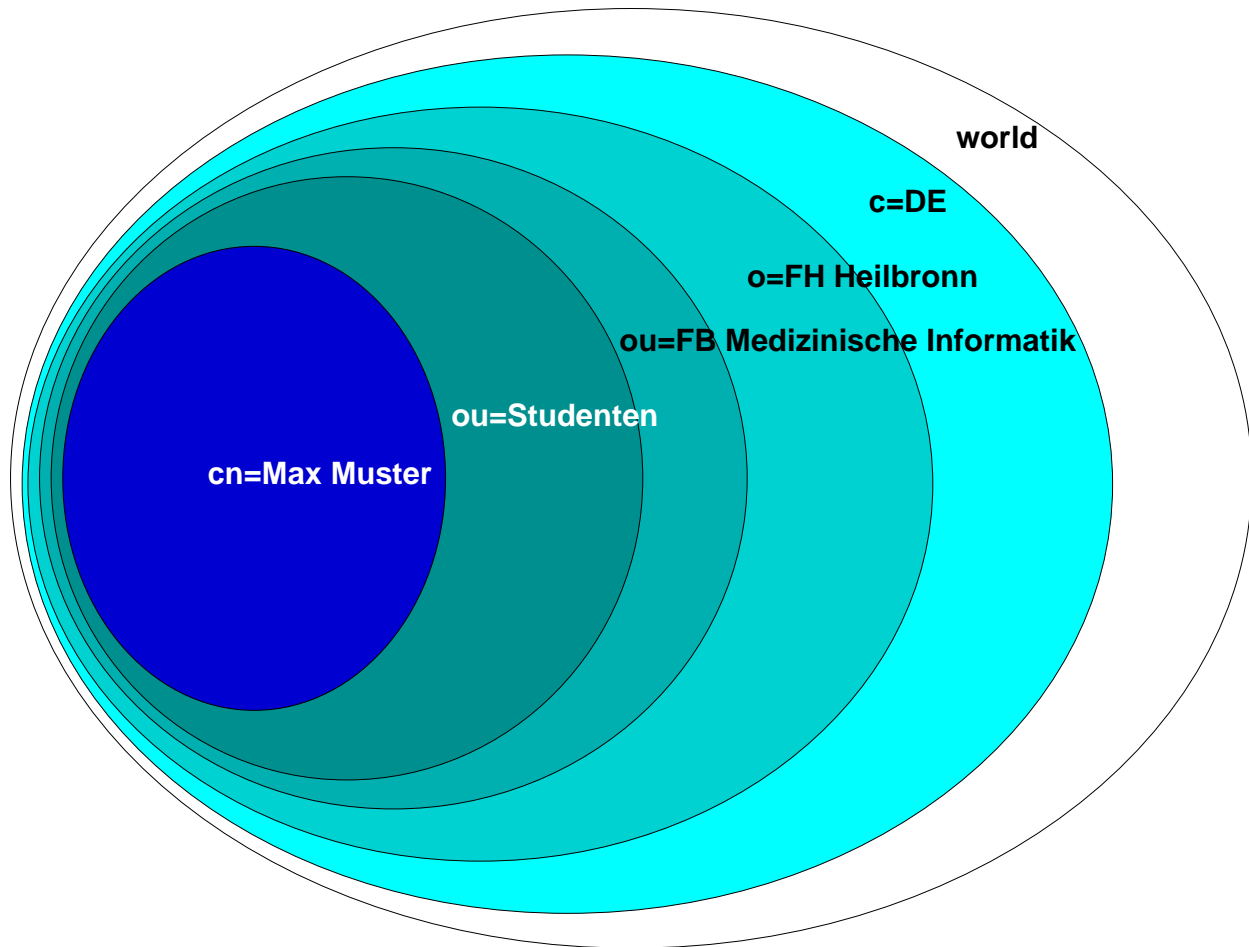 world
c=DE
o=FH Heilbronn
ou=FB Medizinische Informatik
ou=Studenten
cn=Max Muster